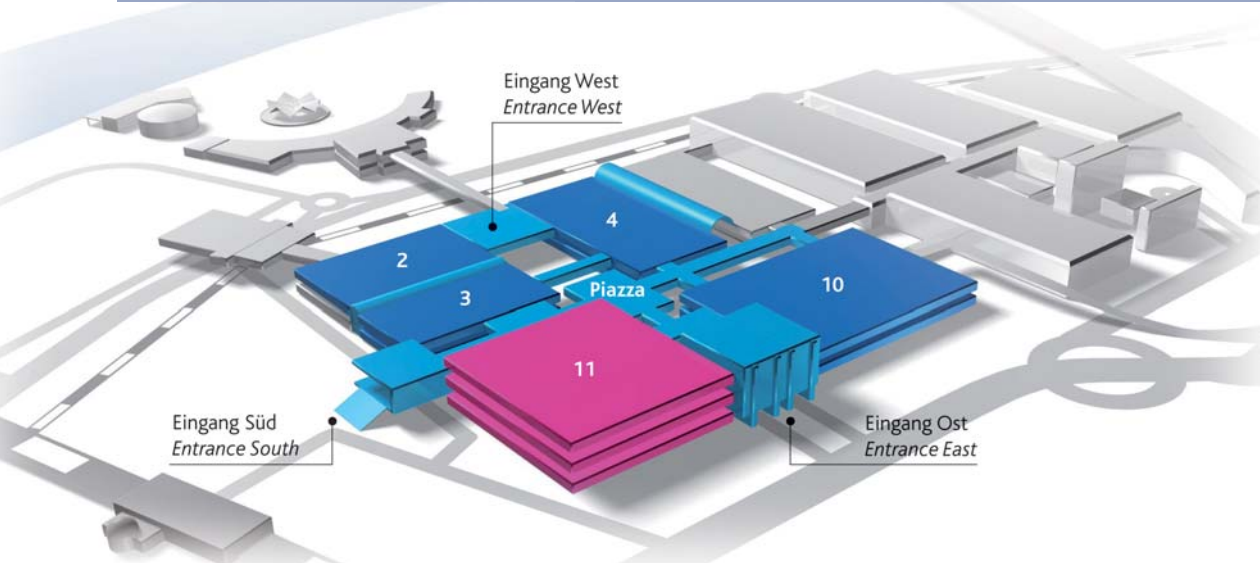 Eingang West
Entrance West
4
2
10
3
Piazza
11
Eingang Süd
Entrance South
Eingang Ost
Entrance East